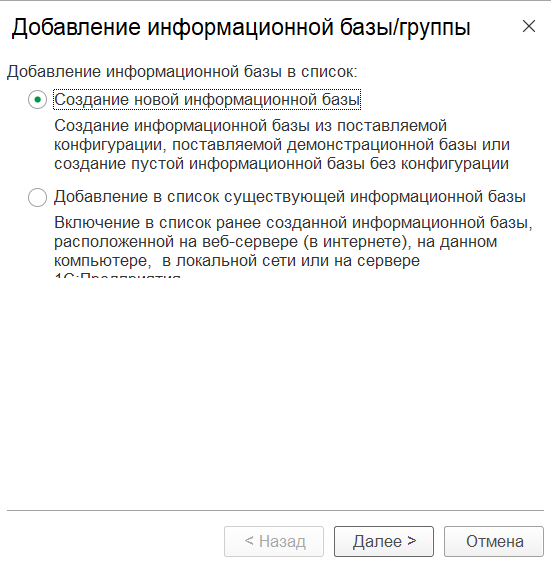 Добавление информационной базы/группы
Добавление информационной базы в список:
Создание новой информационной базы
Создание информационной базы из поставляемой
конфигурации, поставляемой демонстрационной базы или
создание пустой информационной базы без конфигурации
Добавление в список существующей информационной базы
Включение в список ранее созданной информационной базы,
расположенной на веб-сервере (в интернете), на данном
компьютере, в локальной сети или на сервере
1С:Предприятия
< Назад
Далее >
Отмена